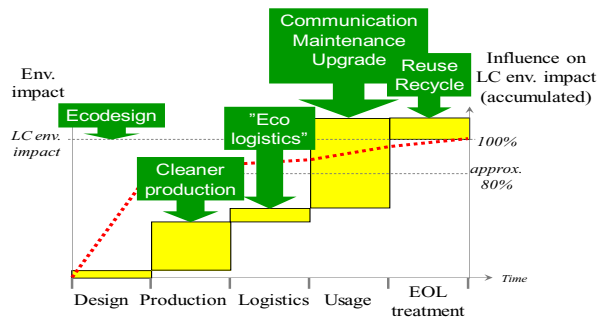 Communication
Maintenance
Upgrade
Env.
impact
Influence on
LC env. impact
(accumulated)
Reuse
Recycle
Ecodesign
"Eco
logistics"
LC env.
impact
100%
Cleaner
production
approx.
80%
Time
Design
Production
Logistics
Usage
EOL
treatment